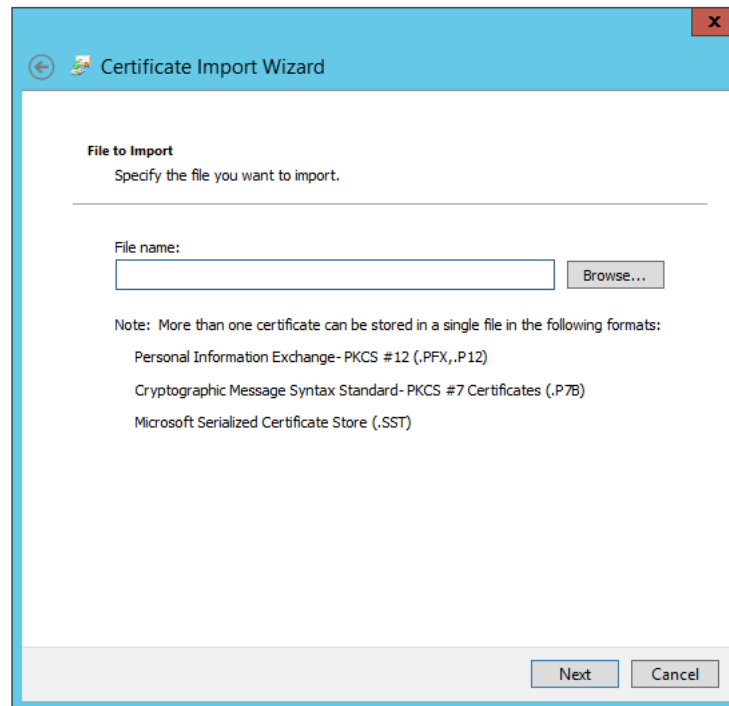 x
Certificate Import Wizard
File to Import
Specify the file you want to import.
File name:
Browse...
Note: More than one certificate can be stored in a single file in the following formats:
Personal Information Exchange- PKCS #12 (.PFX,.P12)
Cryptographic Message Syntax Standard- PKCS #7 Certificates (.P7B)
Microsoft Serialized Certificate Store (.SST)
Next Cancel